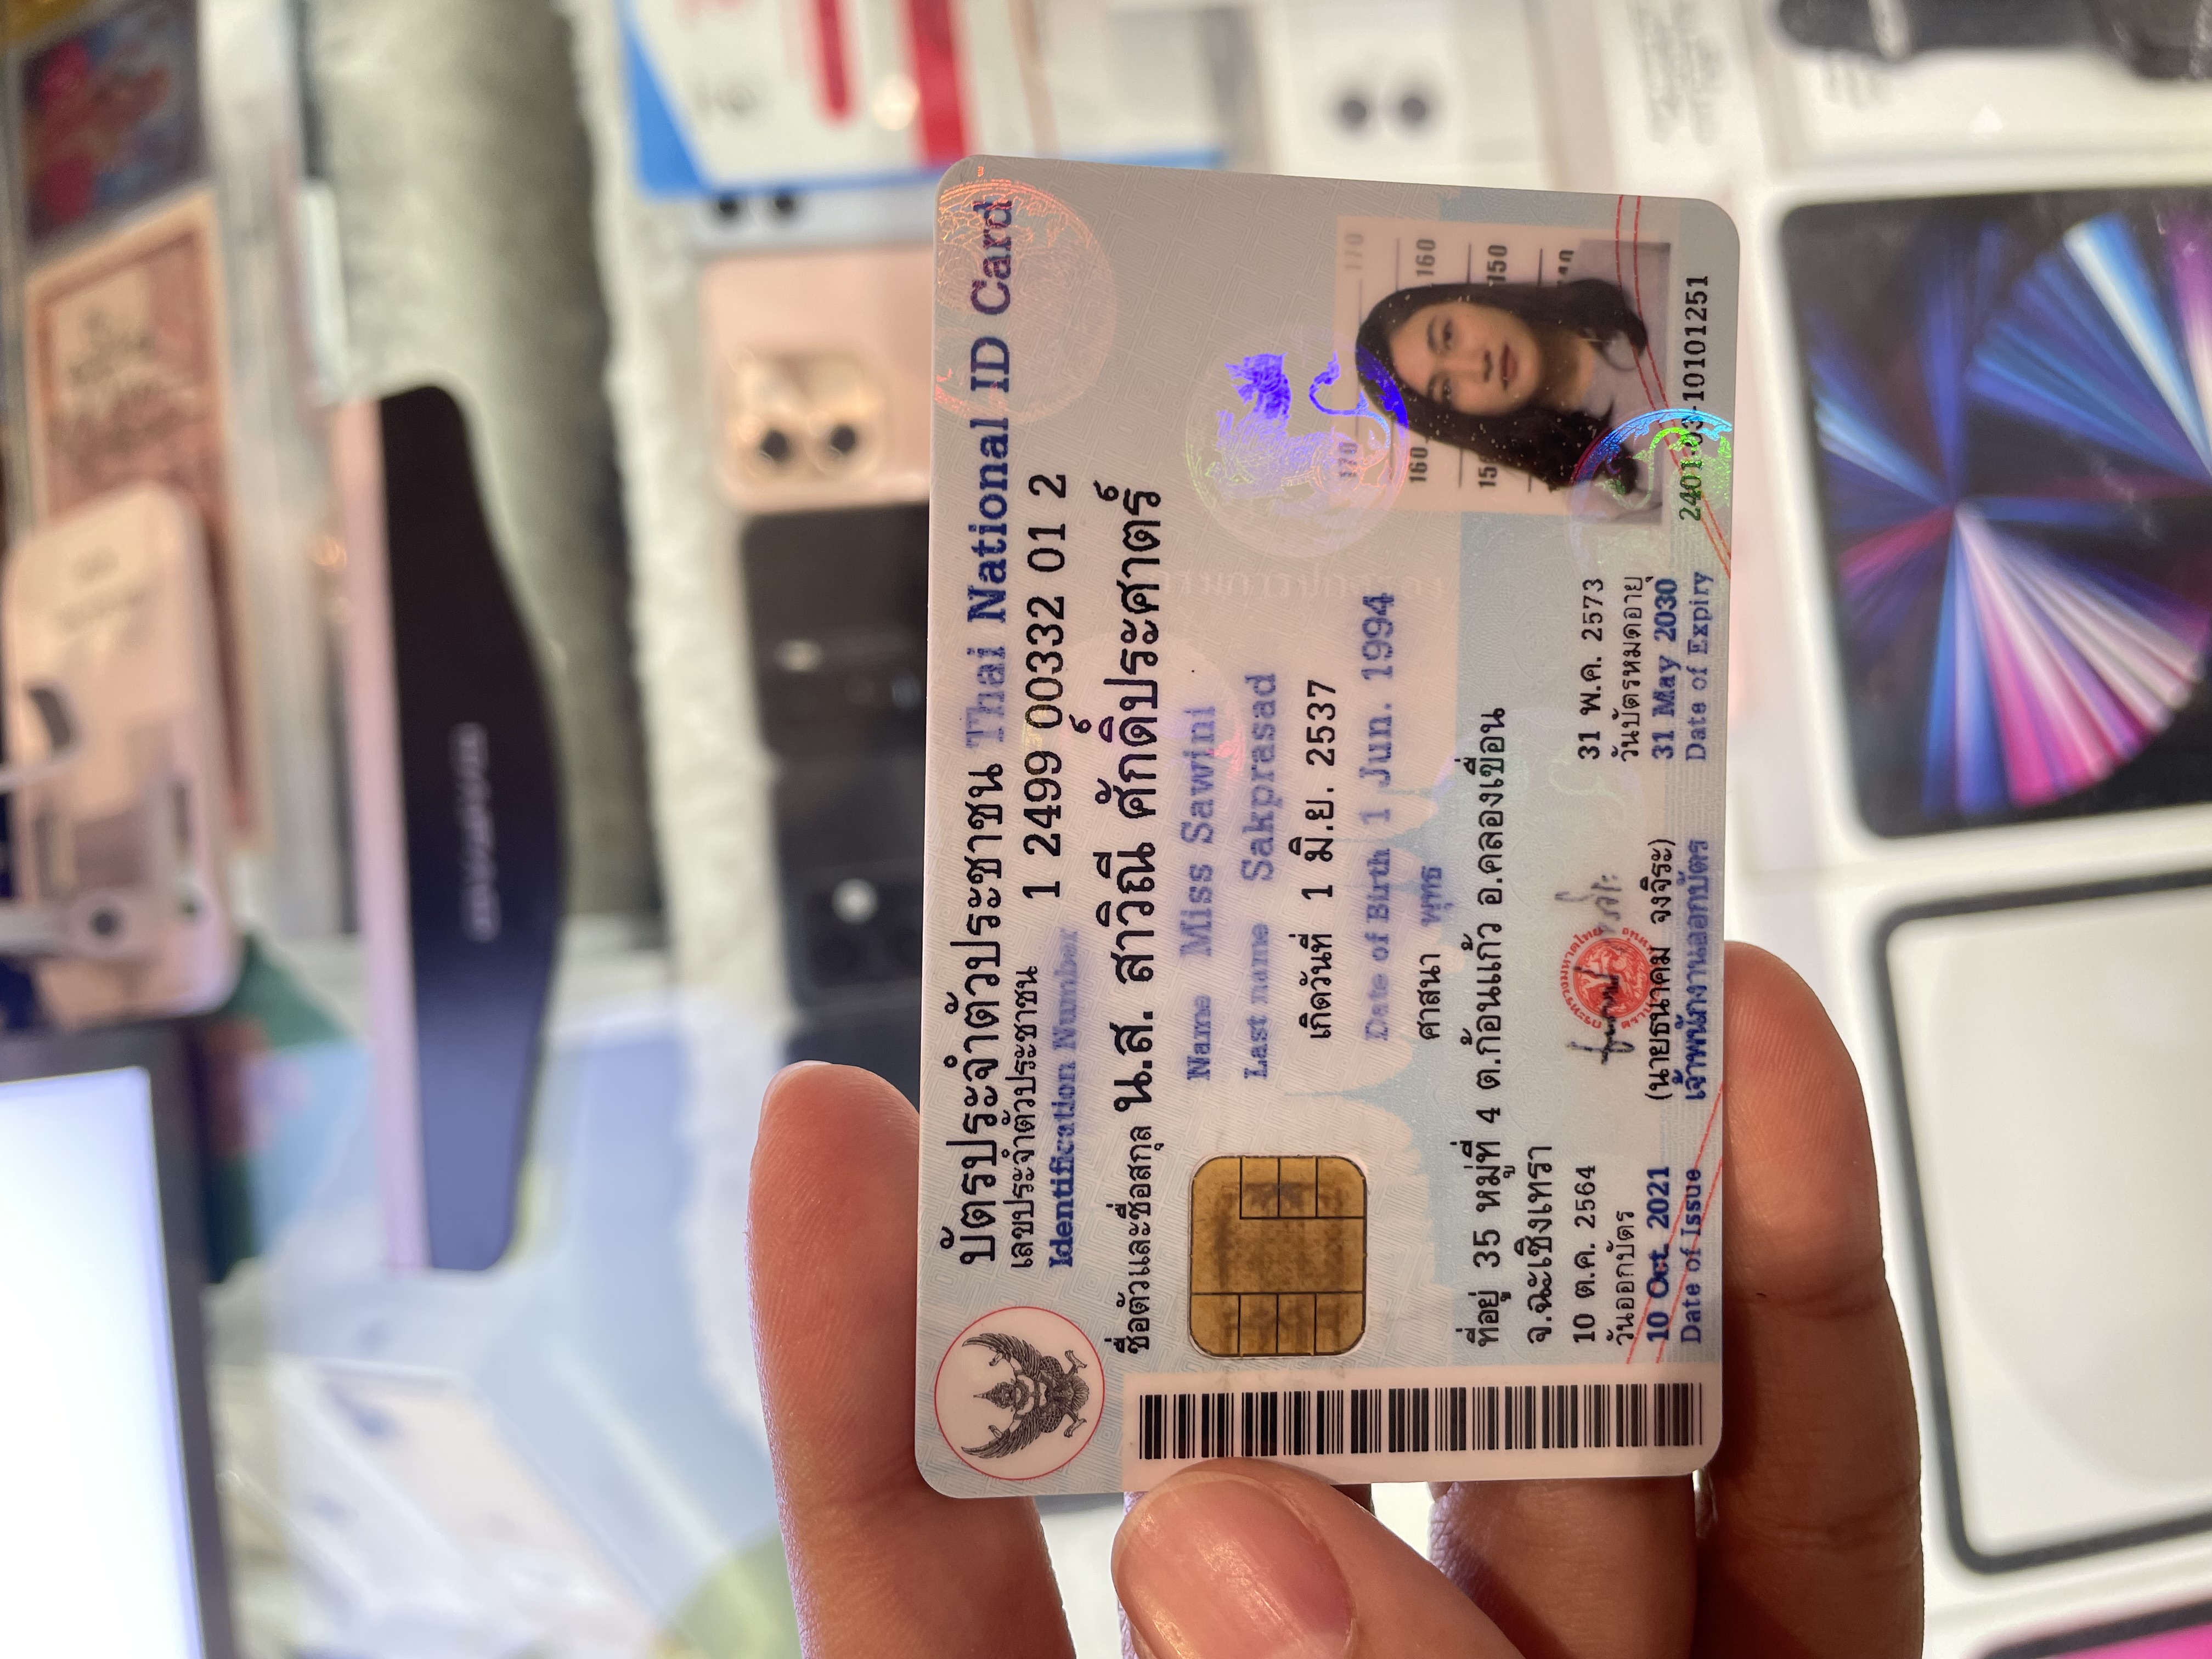 บัตรประจำตัวประชาชน Thai National ID Card
เลขประจำตัวประชาชน 1 2499 00332 01 2
Identification Number
ชื่อตัวและชื่อสกุล น.ส. สาวิณี ศักดิ์ประศาตร์
Name Miss Sawini
Last name Sakprasad
เกิดวันที่ 1 มิ.ย. 2537
Date of Birth 1 Jun. 1994
ศาสนา พุทธ
ที่อยู่ 35 หมู่ที่ 4 ต.ก้อนแก้ว อ.คลองเขื่อน
จ.ฉะเชิงเทรา
10 ต.ค. 2564
วันออกบัตร
10 Oct. 2021
Date of Issue
(นายธนาคม จงจิระ)
เจ้าพนักงานออกบัตร
31 พ.ค. 2573
วันบัตรหมดอายุ
31 May 2030
Date of Expiry
170 170
160 160
150
2401-03-10101251